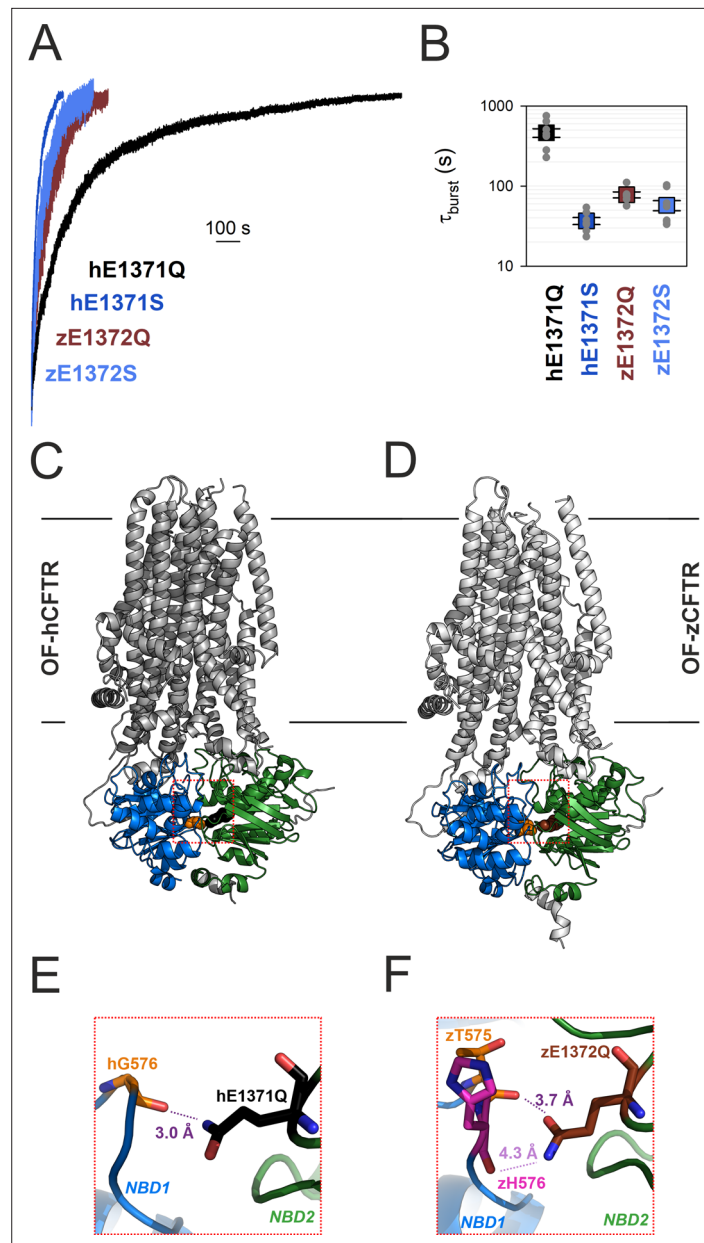 A
B
100 s
hE1371Q
hE1371S
zE1372Q
zE1372S
τburst (s)
1000
100
10
hE1371Q
hE1371S
zE1372Q
zE1372S
C
D
OF-hCFTR
OF-zCFTR
E
F
hG576
hE1371Q
3.0 Å
NBD1
NBD2
zT575
zE1372Q
3.7 Å
4.3 Å
zH576
NBD1
NBD2